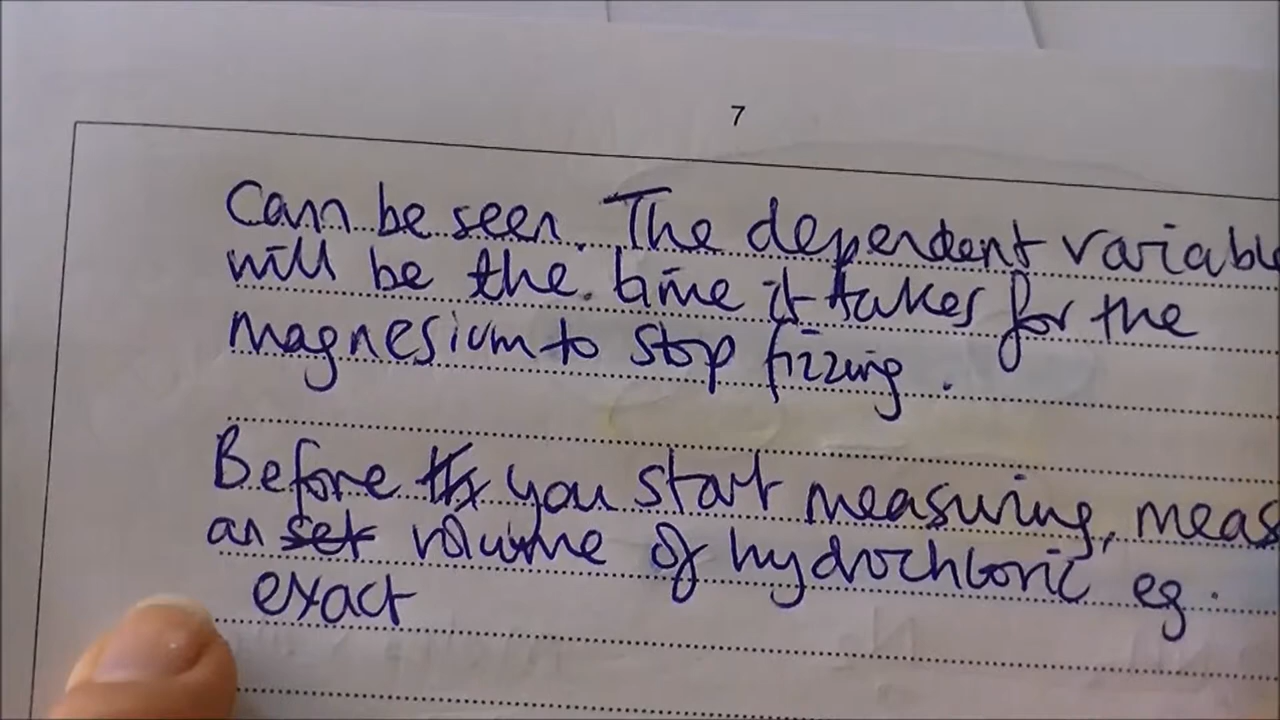 7
Can be seen. The dependent variable
will be the time it takes for the
magnesium to stop fizzing.
Before you start measuring, meas
an set volume of hydrochloric eg.
exact